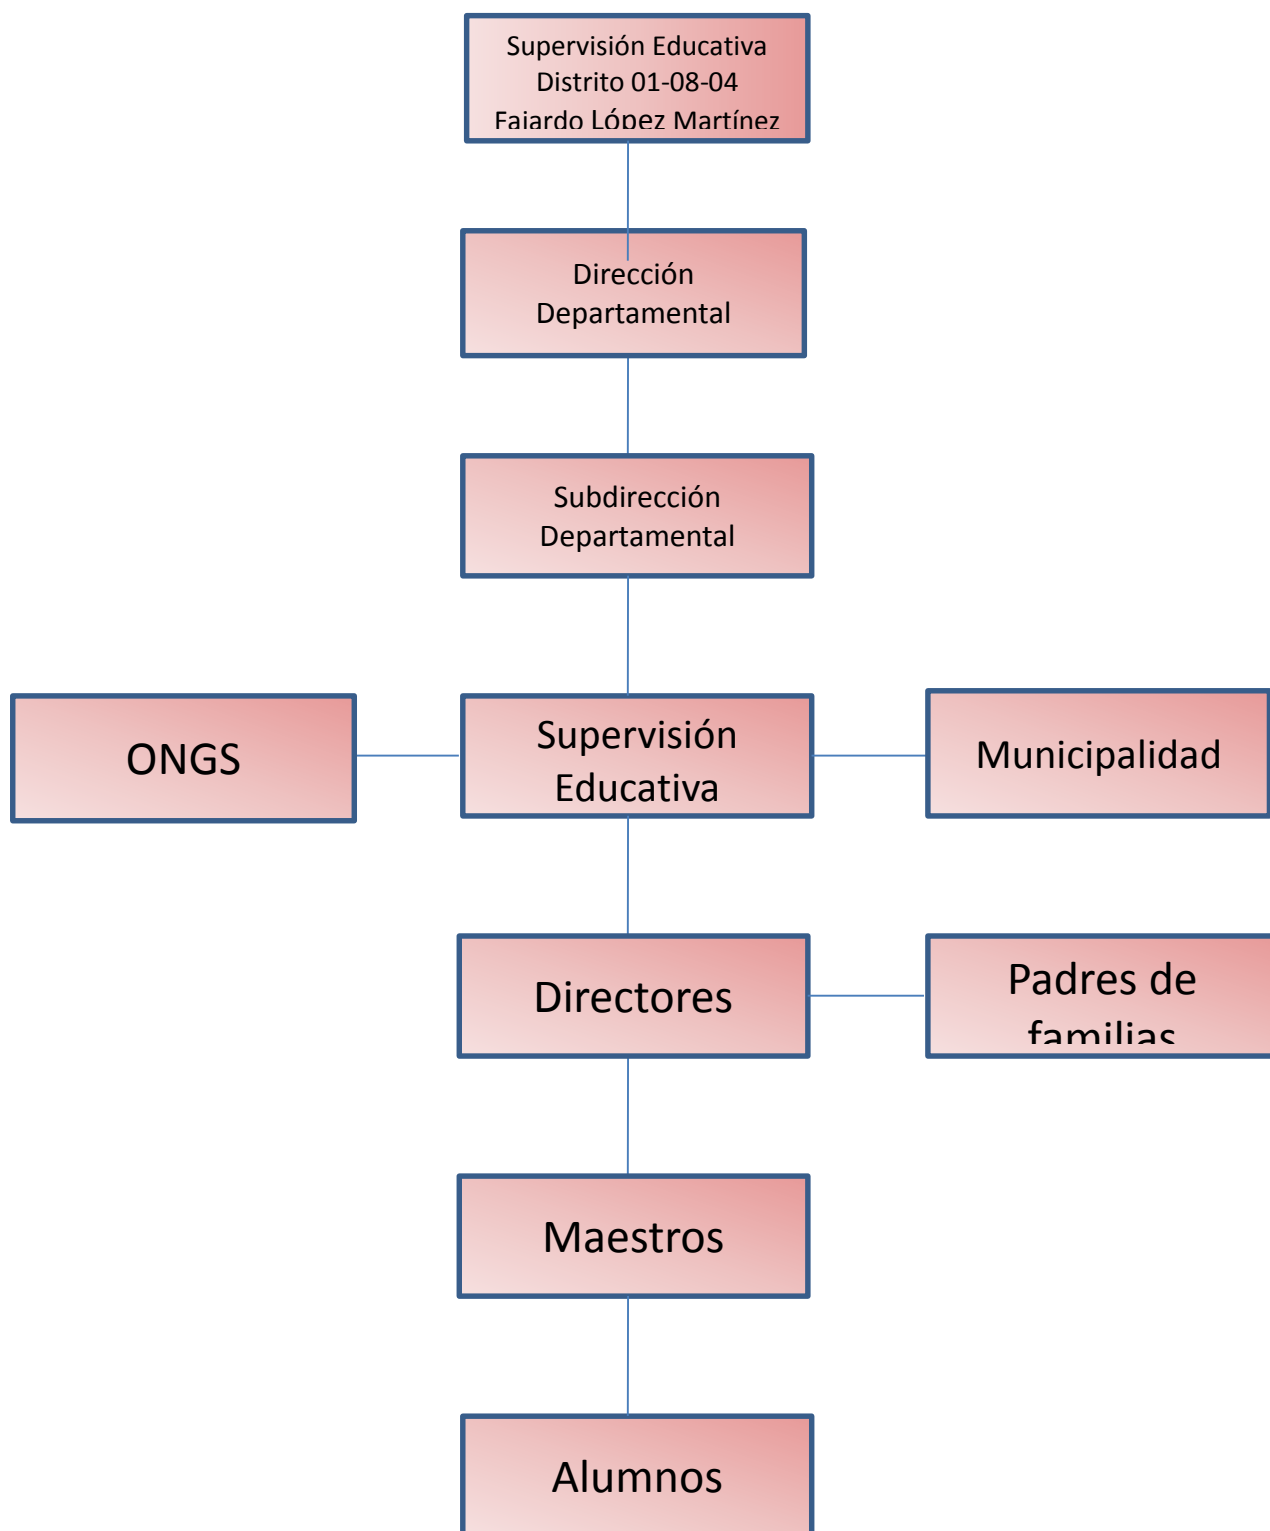 Supervisión Educativa
Distrito 01-08-04
Fajardo López Martínez
Dirección
Departamental
Subdirección
Departamental
ONGS
Supervisión
Educativa
Municipalidad
Directores
Padres de
familias
Maestros
Alumnos